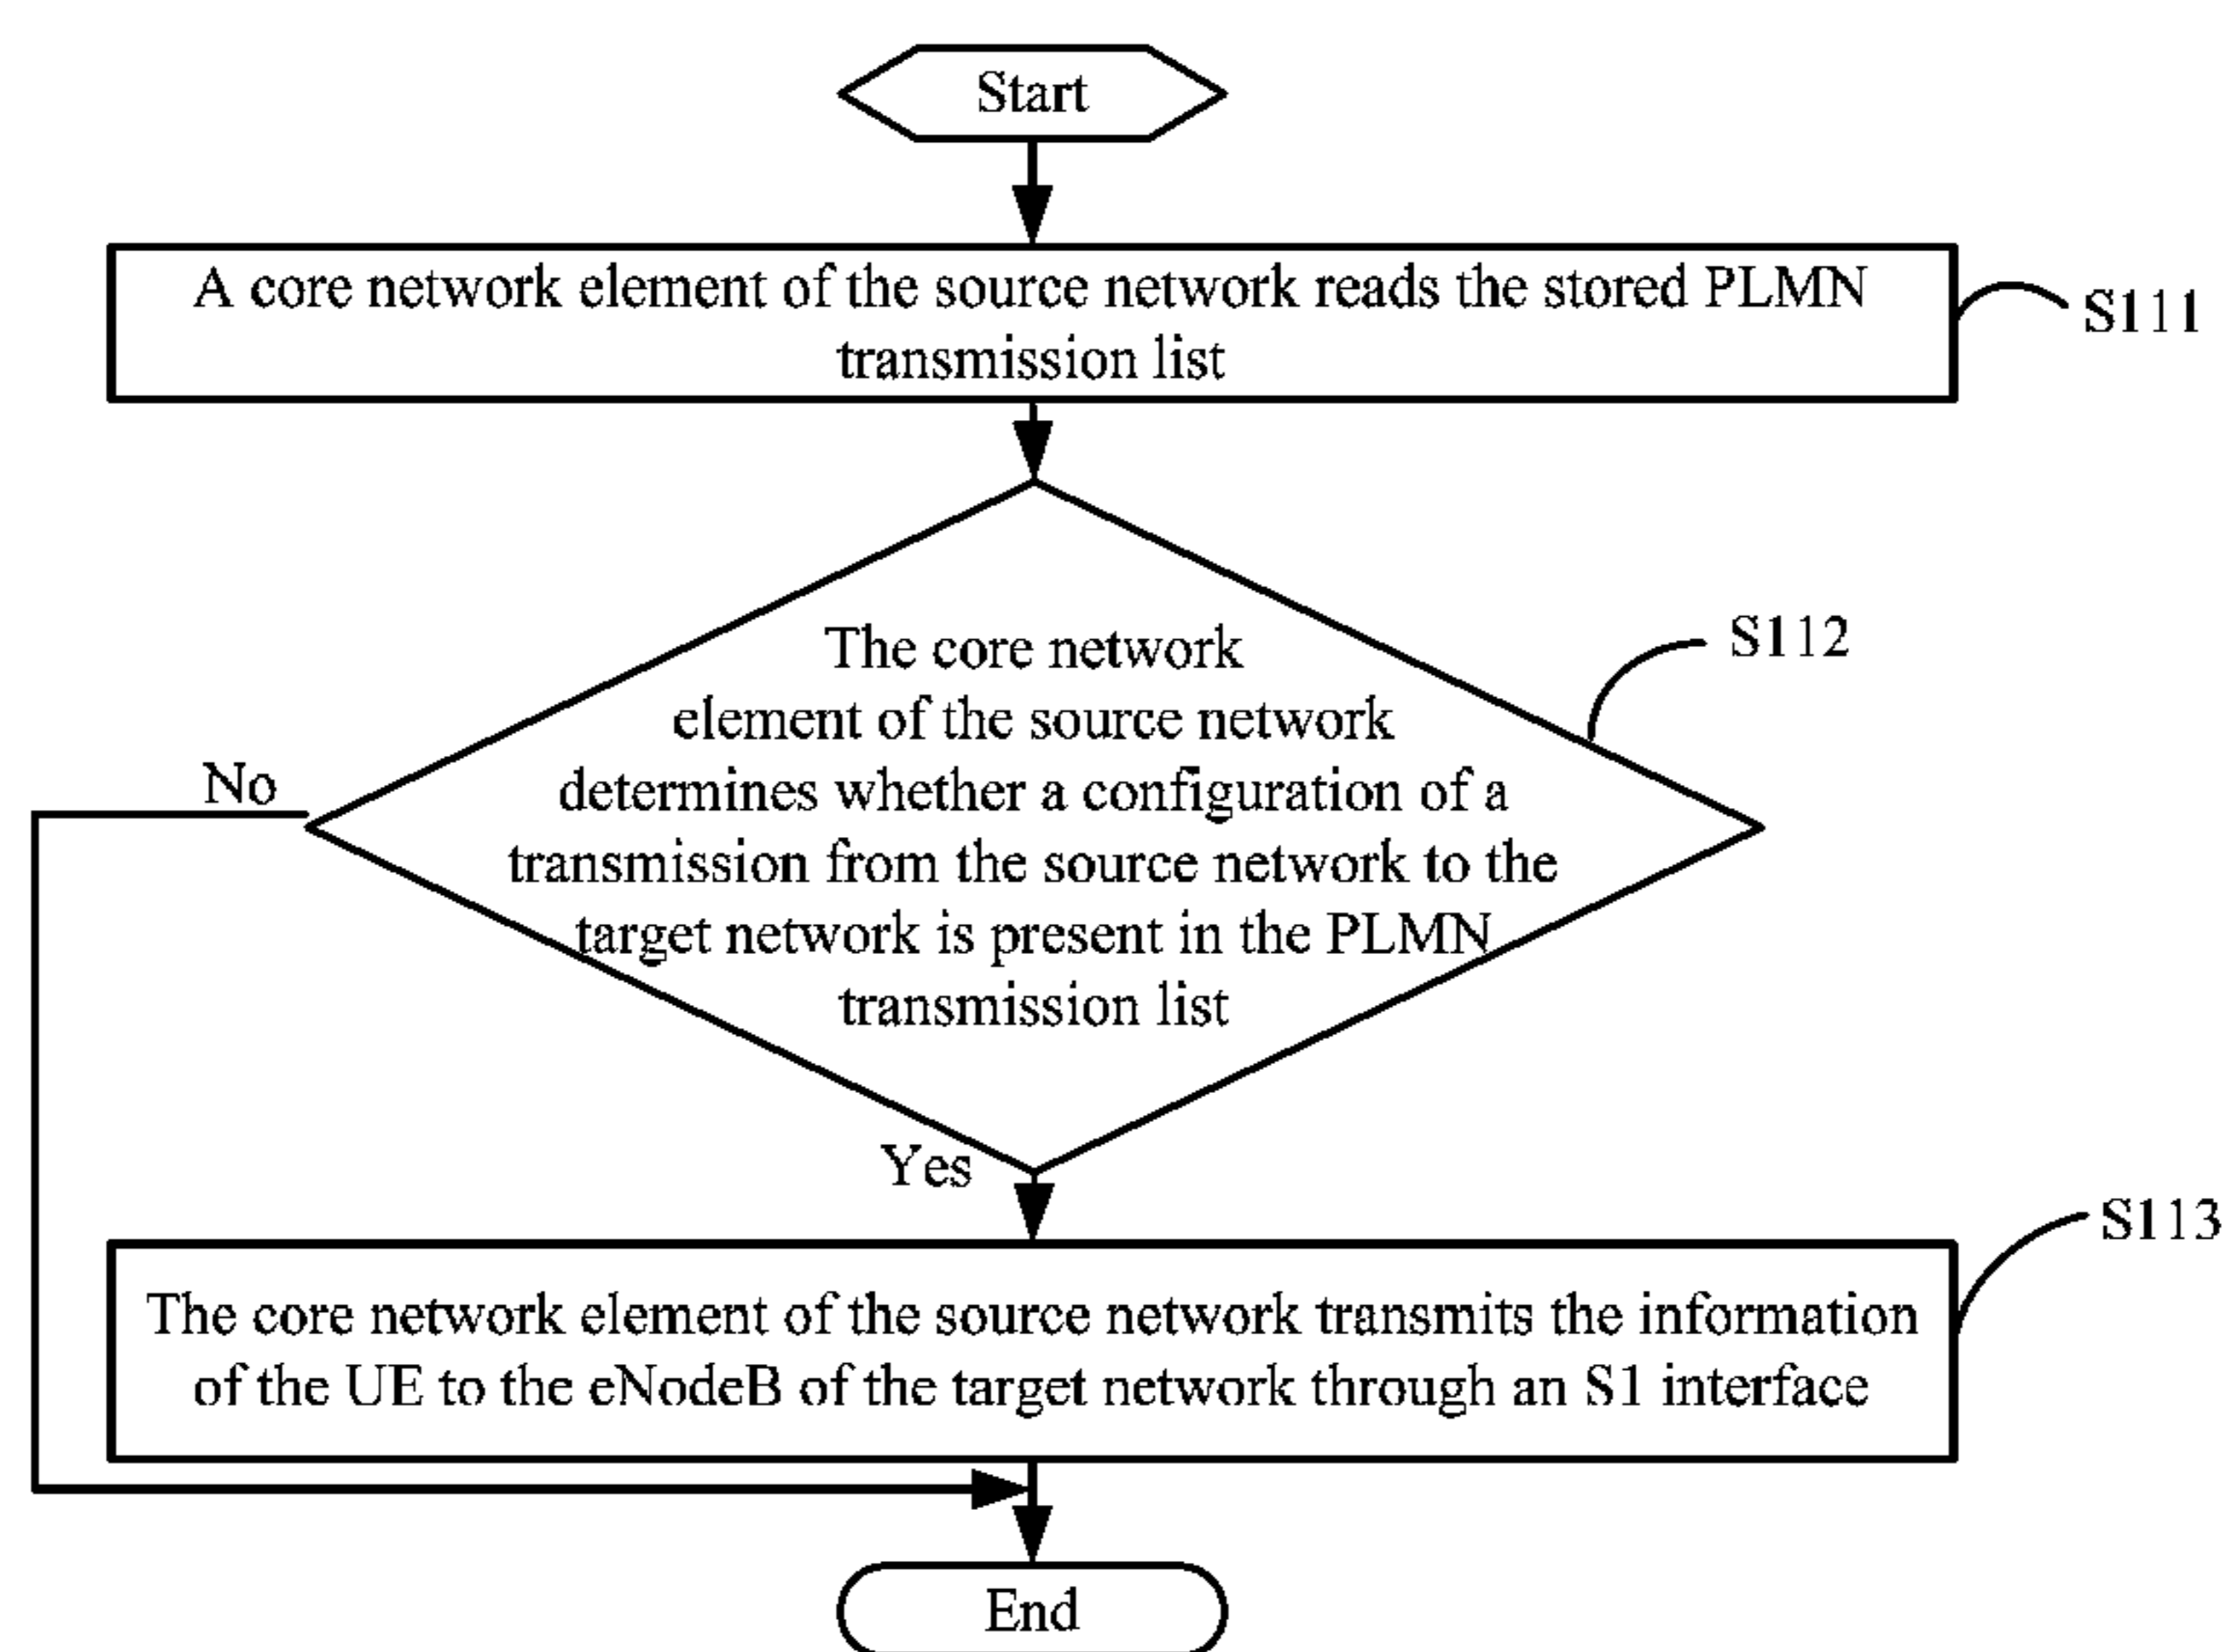 Start
A core network element of the source network reads the stored PLMN
transmission list
S111
The core network
element of the source network
determines whether a configuration of a
transmission from the source network to the
target network is present in the PLMN
transmission list
S112
No
Yes
The core network element of the source network transmits the information
of the UE to the eNodeB of the target network through an S1 interface
S113
End